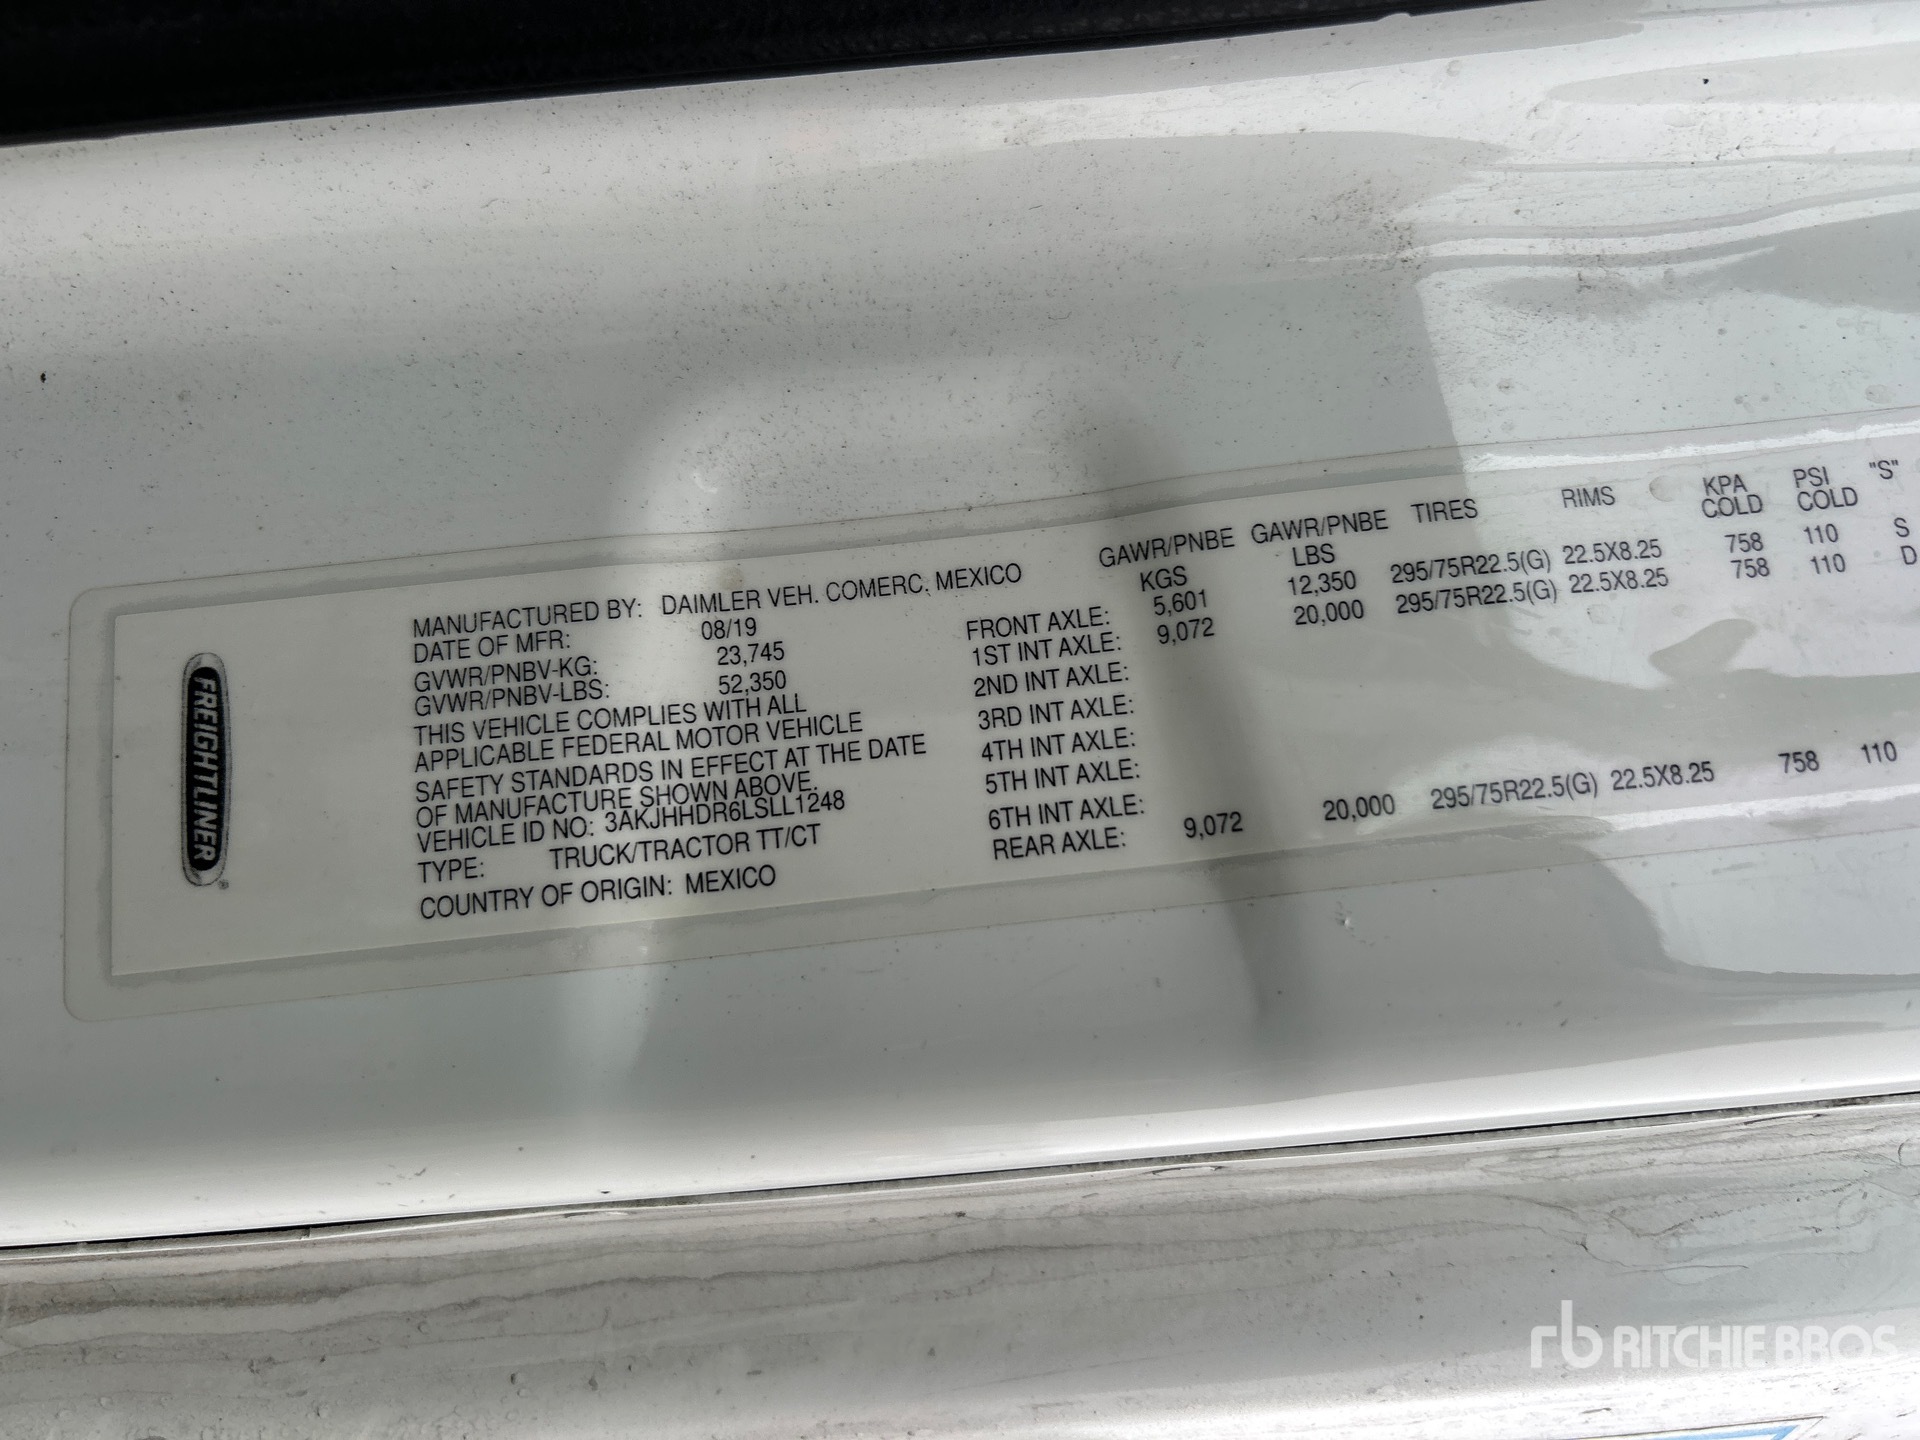 FREIGHTLINER®
MANUFACTURED BY: DAIMLER VEH. COMERC. MEXICO
DATE OF MFR: 08/19
GVWR/PNBV-KG: 23,745
GVWR/PNBV-LBS: 52,350
THIS VEHICLE COMPLIES WITH ALL
APPLICABLE FEDERAL MOTOR VEHICLE
SAFETY STANDARDS IN EFFECT AT THE DATE
OF MANUFACTURE SHOWN ABOVE.
VEHICLE ID NO: 3AKJHHDR6LSLL1248
TYPE: TRUCK/TRACTOR TT/CT
COUNTRY OF ORIGIN: MEXICO
GAWR/PNBE KGS GAWR/PNBE LBS TIRES RIMS KPA COLD PSI COLD "S"
FRONT AXLE: 5,601 12,350 295/75R22.5(G) 22.5X8.25 758 110 S
1ST INT AXLE: 9,072 20,000 295/75R22.5(G) 22.5X8.25 758 110 D
2ND INT AXLE:
3RD INT AXLE:
4TH INT AXLE:
5TH INT AXLE:
6TH INT AXLE:
REAR AXLE: 9,072 20,000 295/75R22.5(G) 22.5X8.25 758 110
rb RITCHIE BROS